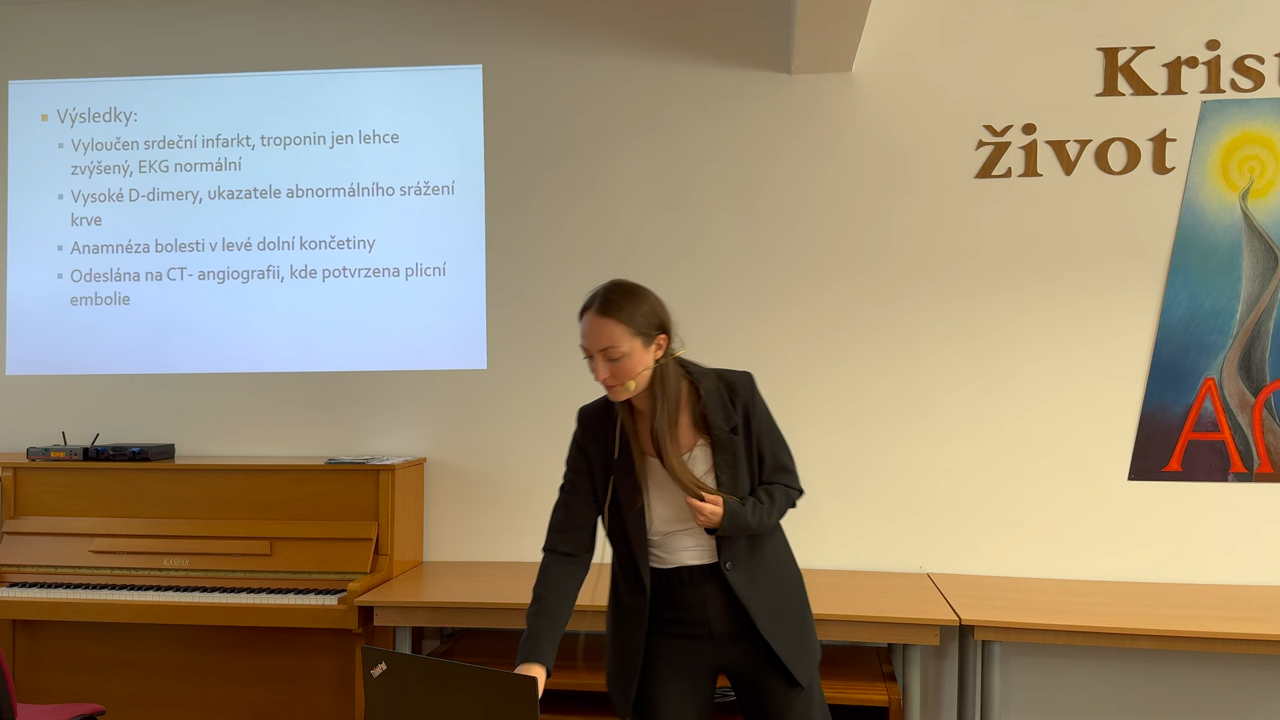 Výsledky:
Vyloučen srdeční infarkt, troponin jen lehce
zvýšený, EKG normální
Vysoké D-dimery, ukazatele abnormálního srážení
krve
Anamnéza bolesti v levé dolní končetiny
Odeslána na CT- angiografii, kde potvrzena plicní
embolie
Krist
život
ΑΩ
KASPAR
ThinkPad